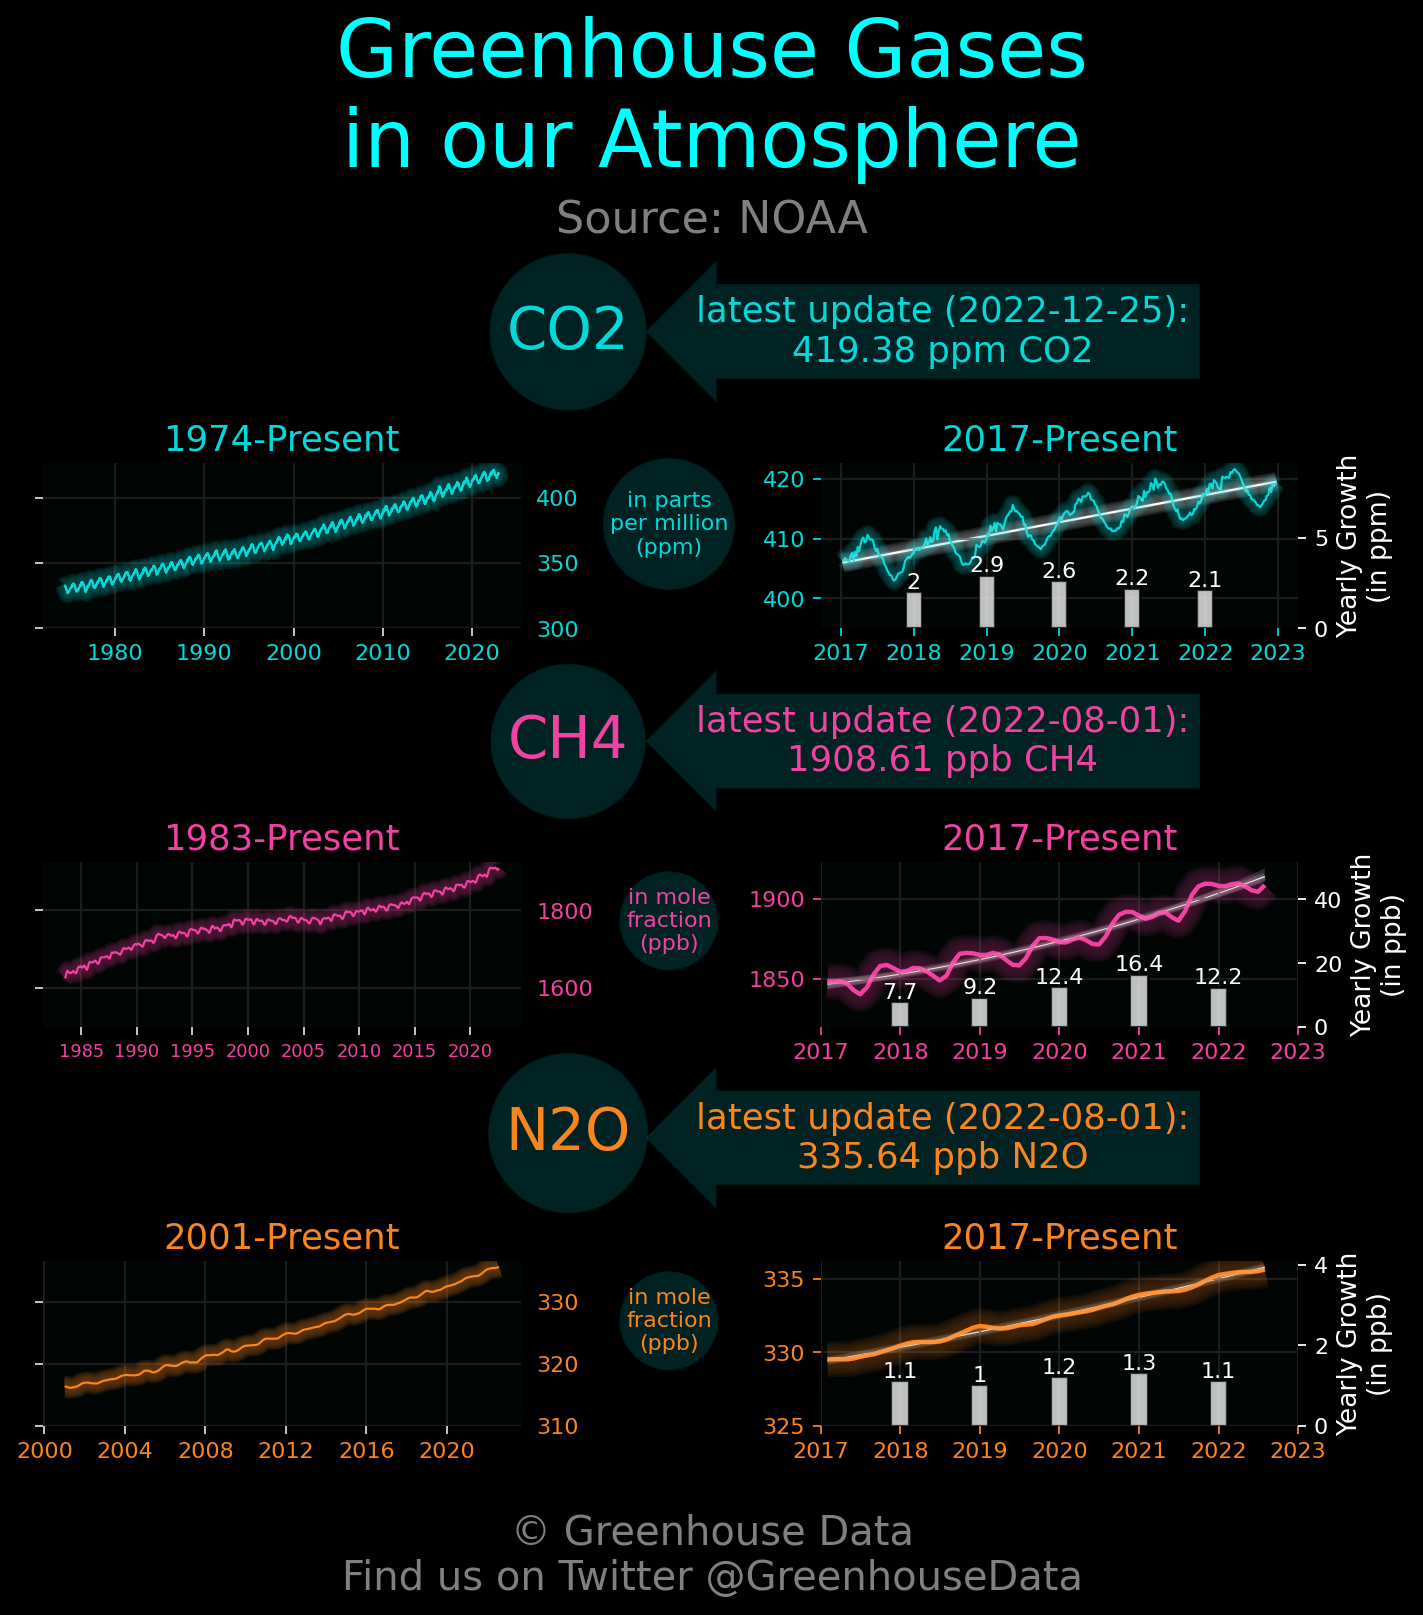 Greenhouse Gases
in our Atmosphere
Source: NOAA
CO2
latest update (2022-12-25):
419.38 ppm CO2
1974-Present
400
350
300
1980 1990 2000 2010 2020
in parts
per million
(ppm)
2017-Present
420
410
400
2 2.9 2.6 2.2 2.1
5
0
Yearly Growth
(in ppm)
2017 2018 2019 2020 2021 2022 2023
CH4
latest update (2022-08-01):
1908.61 ppb CH4
1983-Present
1800
1600
1985 1990 1995 2000 2005 2010 2015 2020
in mole
fraction
(ppb)
2017-Present
1900
1850
7.7 9.2 12.4 16.4 12.2
40
20
0
Yearly Growth
(in ppb)
2017 2018 2019 2020 2021 2022 2023
N2O
latest update (2022-08-01):
335.64 ppb N2O
2001-Present
330
320
310
2000 2004 2008 2012 2016 2020
in mole
fraction
(ppb)
2017-Present
335
330
325
1.1 1 1.2 1.3 1.1
4
2
0
Yearly Growth
(in ppb)
2017 2018 2019 2020 2021 2022 2023
© Greenhouse Data
Find us on Twitter @GreenhouseData